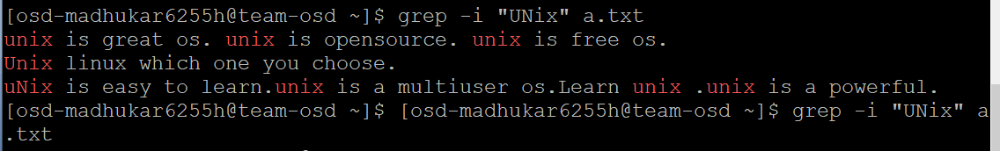 [osd-madhukar6255h@team-osd ~]$ grep -i "UNix" a.txt
unix is great os. unix is opensource. unix is free os.
Unix linux which one you choose.
uNix is easy to learn.unix is a multiuser os.Learn unix .unix is a powerful.
[osd-madhukar6255h@team-osd ~]$ [osd-madhukar6255h@team-osd ~]$ grep -i "UNix" a
.txt